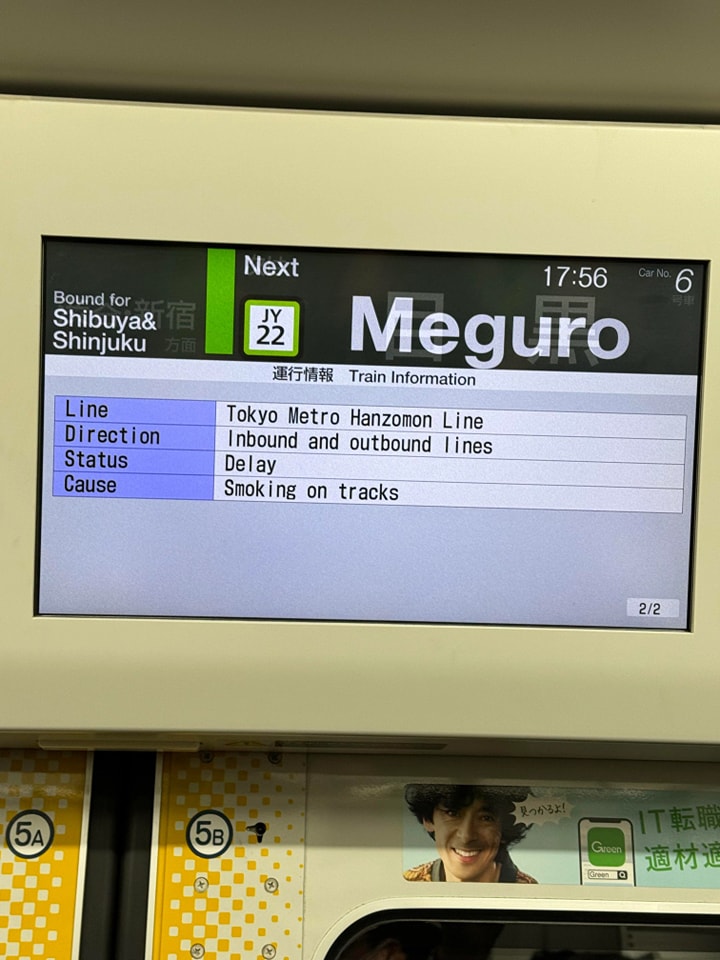 Next
17:56
Car No. 6
号車
Bound for
Shibuya&
Shinjuku
新宿
方面
JY
22
Meguro
目黒
運行情報 Train Information
Line Tokyo Metro Hanzomon Line
Direction Inbound and outbound lines
Status Delay
Cause Smoking on tracks
2/2
5A
5B
見つかるよ!
Green
Green
IT転職
適材適